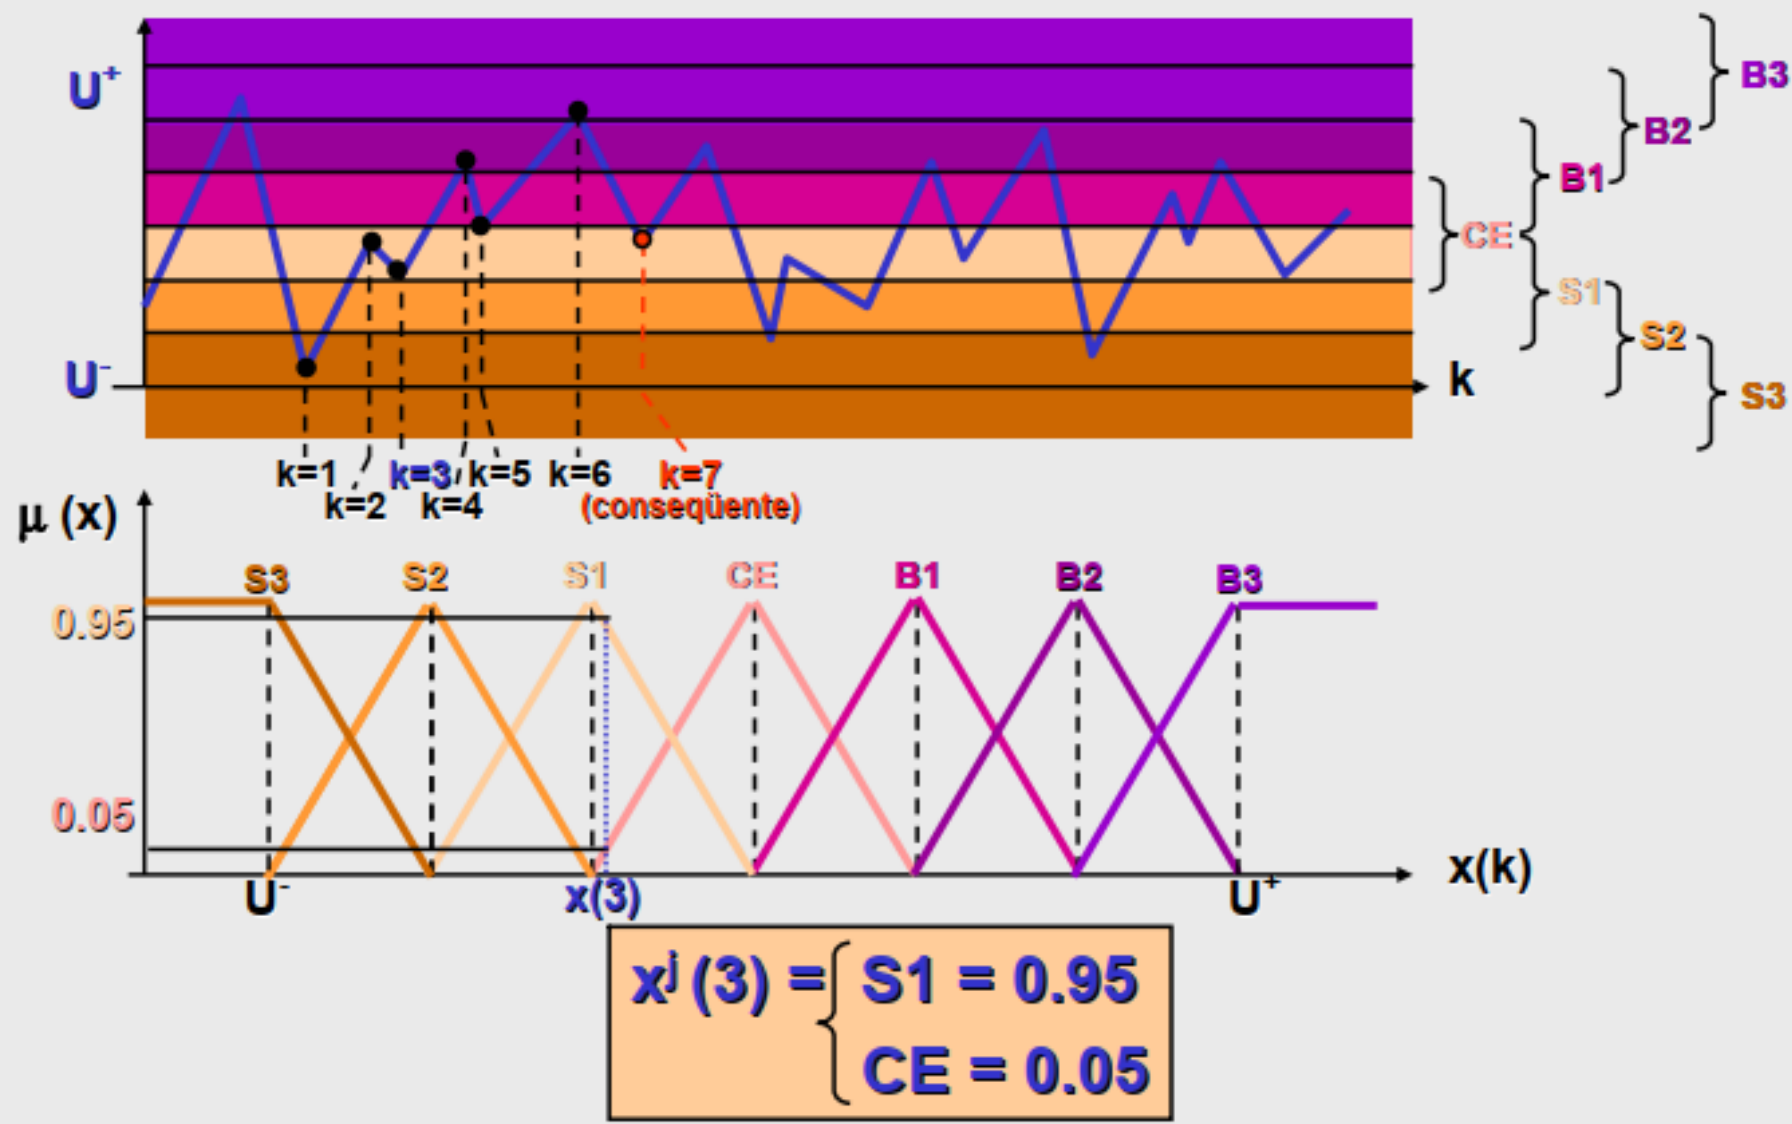 U⁺
B3
B2
B1
CE
S1
S2
S3
U⁻
k
k=1
k=2
k=3
k=4
k=5
k=6
k=7
(conseqüente)
μ (x)
S3
S2
S1
CE
B1
B2
B3
0.95
0.05
U⁻
x(3)
U⁺
x(k)
xʲ (3) = { S1 = 0.95
CE = 0.05